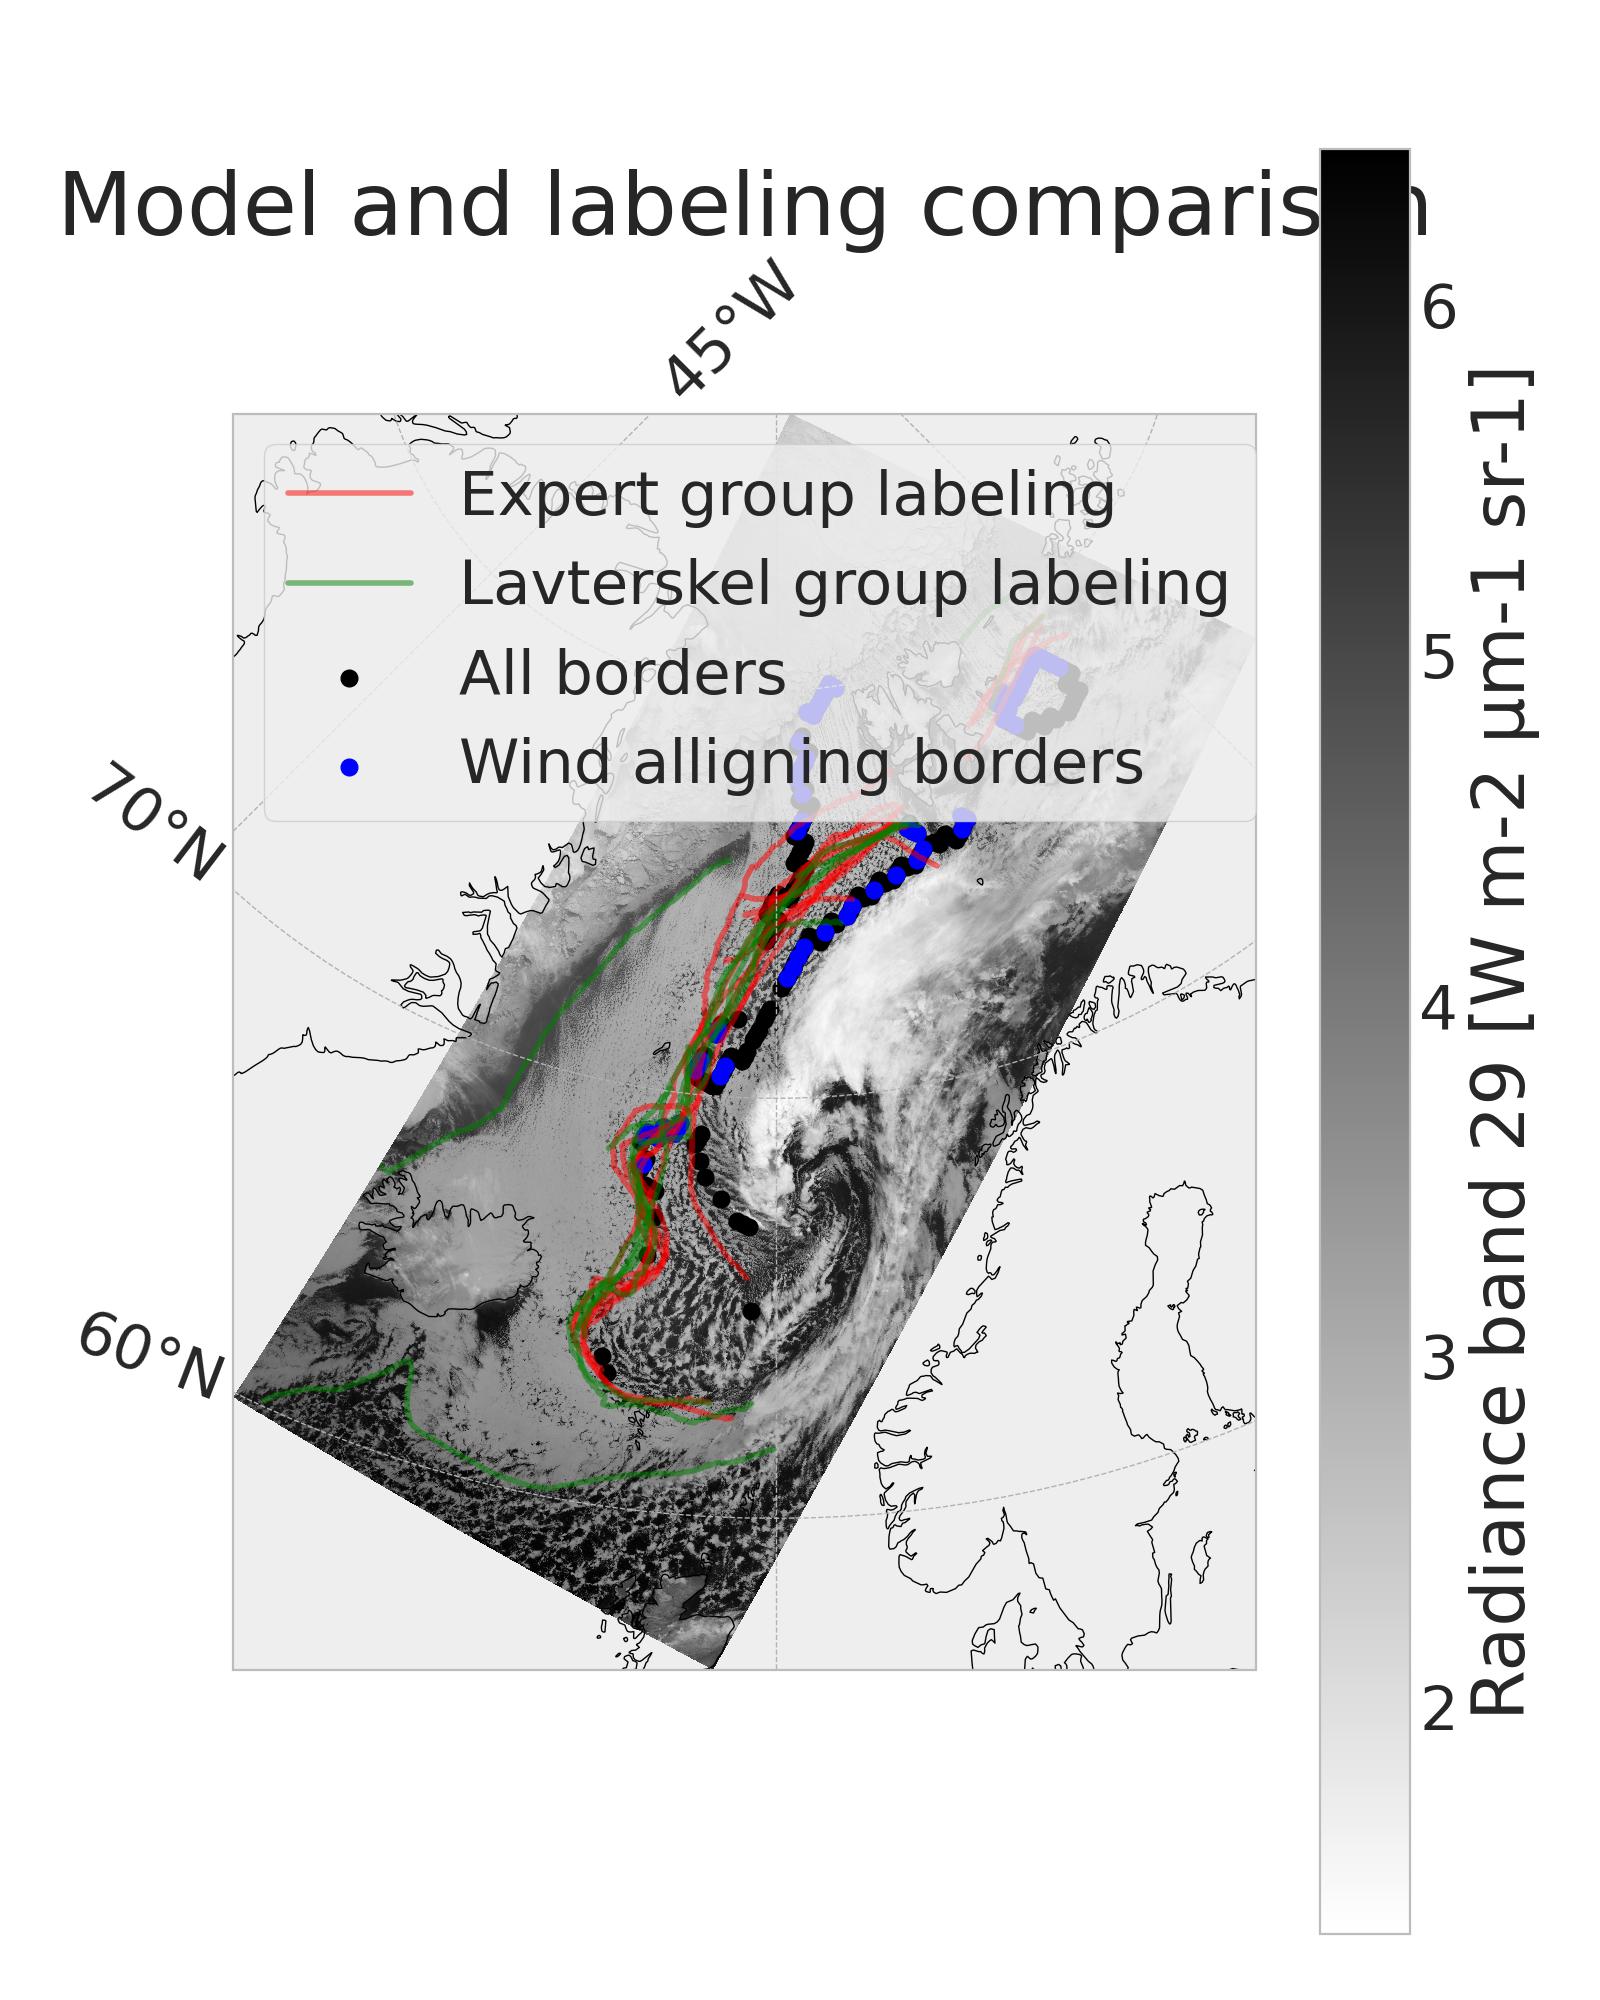 Model and labeling comparis n
45°W
Expert group labeling
Lavterskel group labeling
All borders
Wind alligning borders
70°N
60°N
6
5
4
3
2
Radiance band 29 [W m-2 µm-1 sr-1]